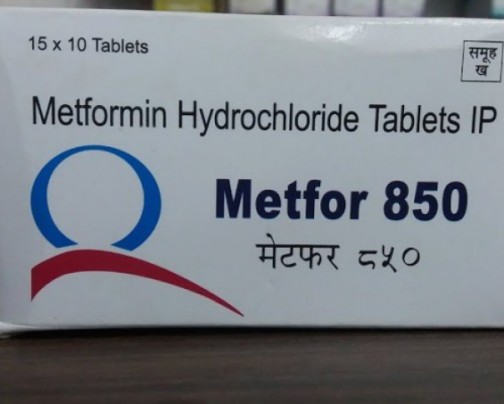 15 x 10 Tablets
समूह
ख
Metformin Hydrochloride Tablets IP
Metfor 850
मेटफर ८५०